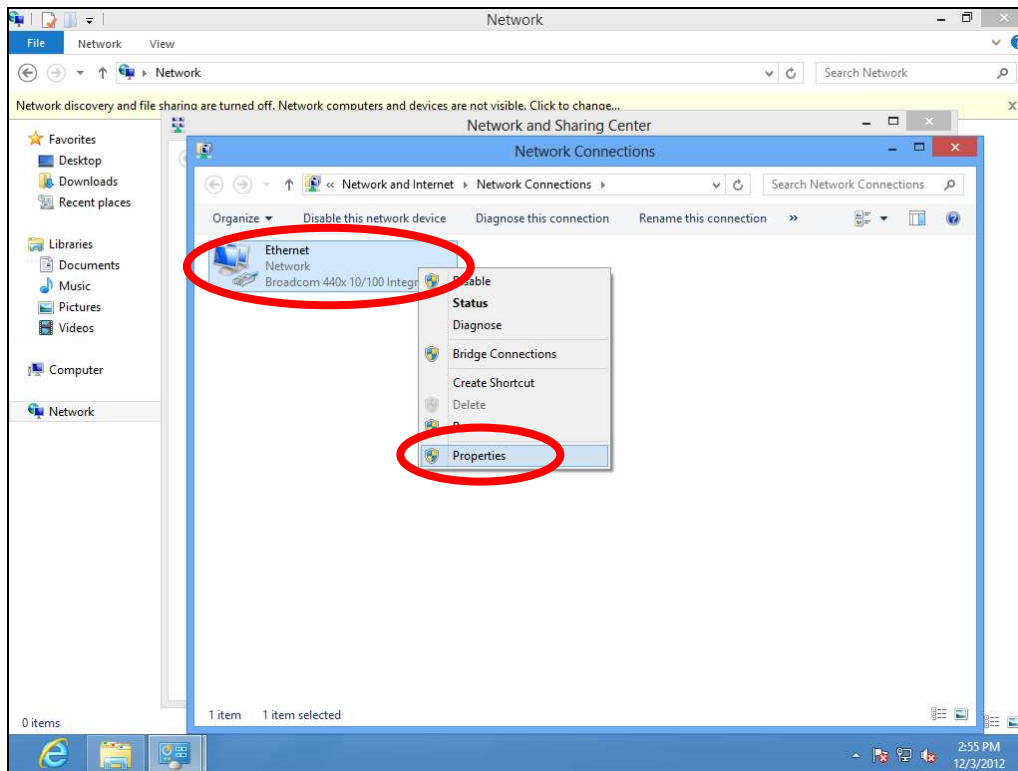 Network
File Network View
Network
Search Network
Network discovery and file sharing are turned off. Network computers and devices are not visible. Click to change...
Network and Sharing Center
Network Connections
« Network and Internet Network Connections
Search Network Connections
Organize Disable this network device Diagnose this connection Rename this connection »
Favorites
Desktop
Downloads
Recent places
Libraries
Documents
Music
Pictures
Videos
Computer
Network
Ethernet
Network
Broadcom 440x 10/100
Disable
Status
Diagnose
Bridge Connections
Create Shortcut
Delete
Properties
1 item 1 item selected
0 items
2:55 PM
12/3/2012